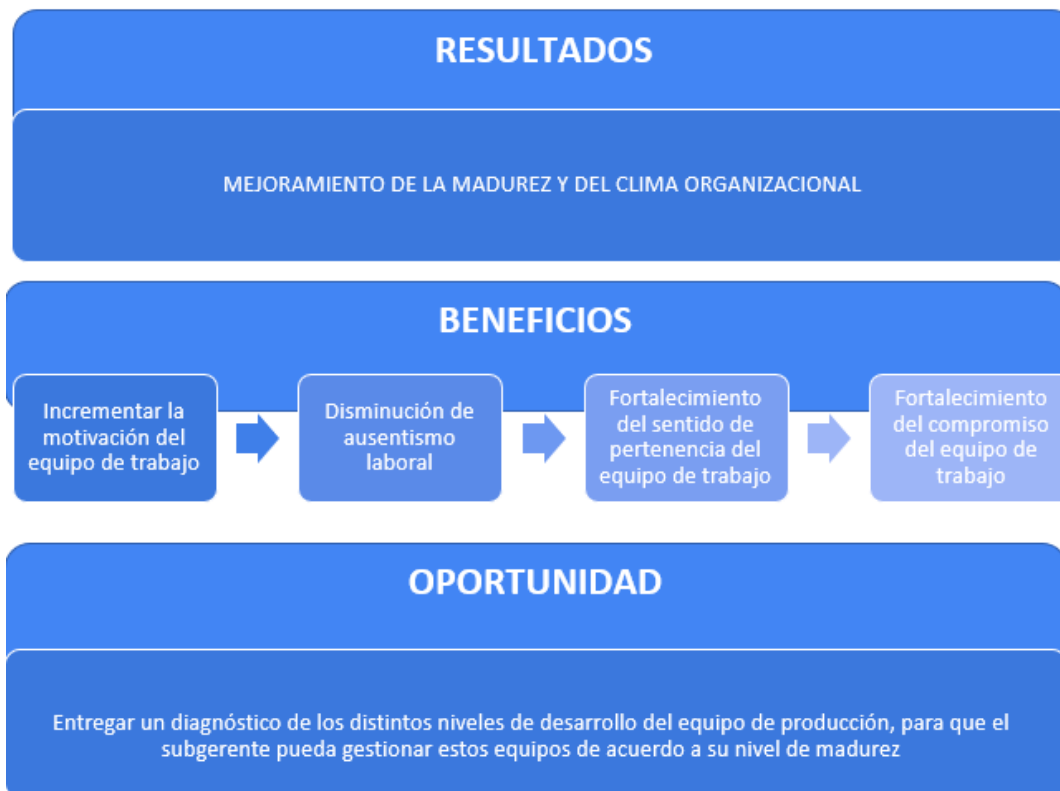 RESULTADOS
MEJORAMIENTO DE LA MADUREZ Y DEL CLIMA ORGANIZACIONAL
BENEFICIOS
Incrementar la
motivación del
equipo de trabajo
Disminución de
ausentismo
laboral
Fortalecimiento
del sentido de
pertenencia del
equipo de trabajo
Fortalecimiento
del compromiso
del equipo de
trabajo
OPORTUNIDAD
Entregar un diagnóstico de los distintos niveles de desarrollo del equipo de producción, para que el
subgerente pueda gestionar estos equipos de acuerdo a su nivel de madurez